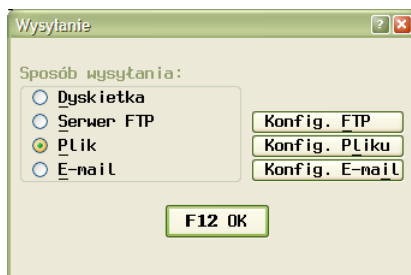 Wysyłanie
Sposób wysyłania:
Dyskietka
Serwer FTP
Konfig. FTP
Plik
Konfig. Pliku
E-mail
Konfig. E-mail
F12 OK